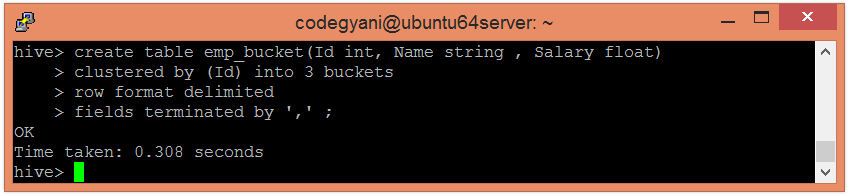 codegyani@ubuntu64server: ~
hive> create table emp_bucket(Id int, Name string , Salary float)
    > clustered by (Id) into 3 buckets
    > row format delimited
    > fields terminated by ',' ;
OK
Time taken: 0.308 seconds
hive>